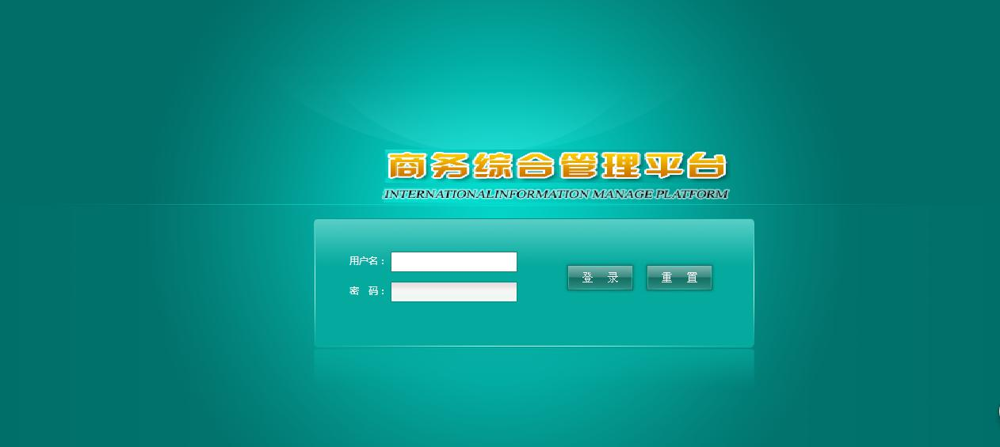 商务综合管理平台
INTERNATIONALINFORMATION MANAGE PLATFORM
用户名：
登 录 重 置
密 码：